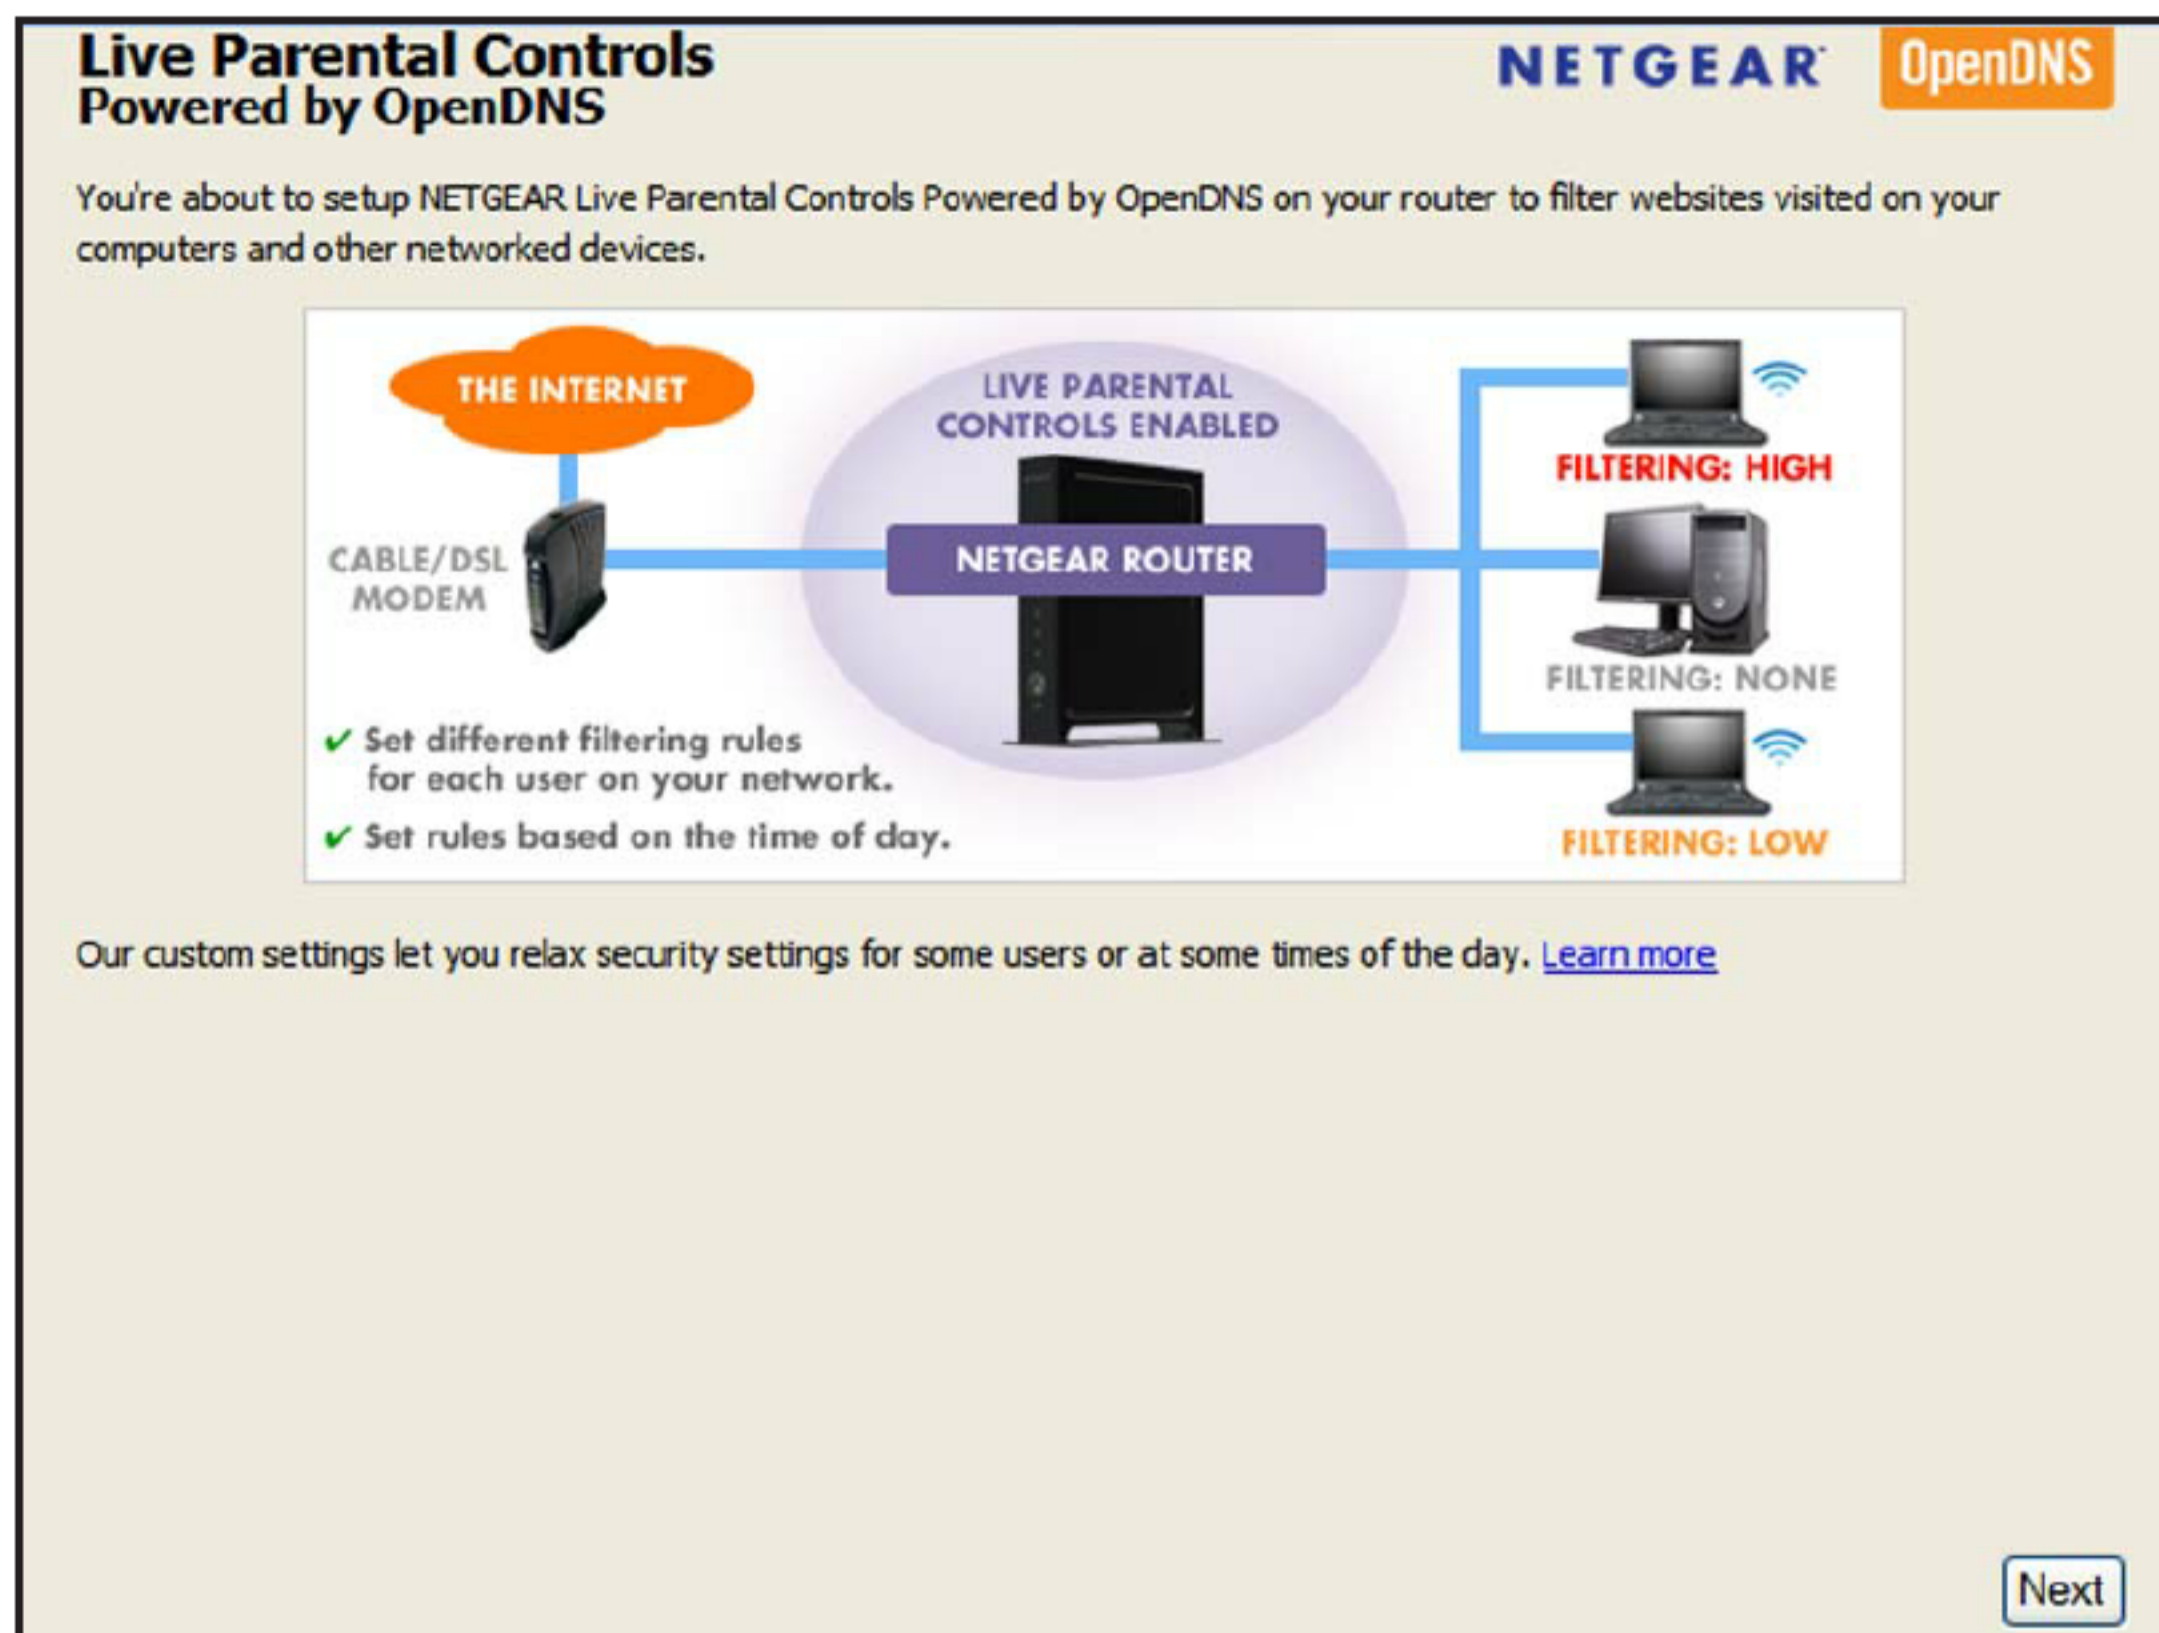 Live Parental Controls
Powered by OpenDNS
NETGEAR
OpenDNS
You're about to setup NETGEAR Live Parental Controls Powered by OpenDNS on your router to filter websites visited on your
computers and other networked devices.
THE INTERNET
CABLE/DSL
MODEM
LIVE PARENTAL
CONTROLS ENABLED
NETGEAR ROUTER
FILTERING: HIGH
FILTERING: NONE
FILTERING: LOW
✔ Set different filtering rules
for each user on your network.
✔ Set rules based on the time of day.
Our custom settings let you relax security settings for some users or at some times of the day. Learn more
Next